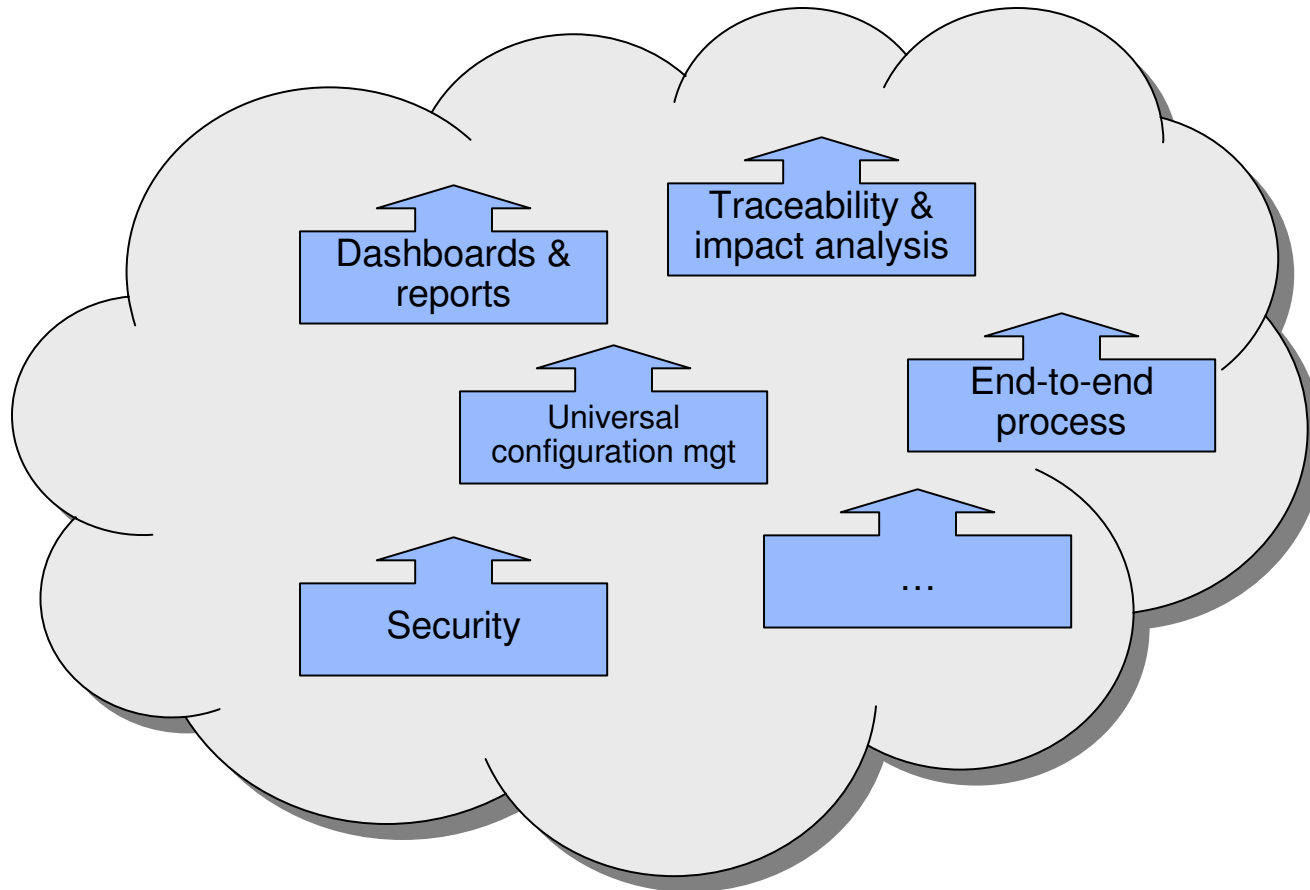 Traceability &
impact analysis
Dashboards &
reports
End-to-end
process
Universal
configuration mgt
…
Security